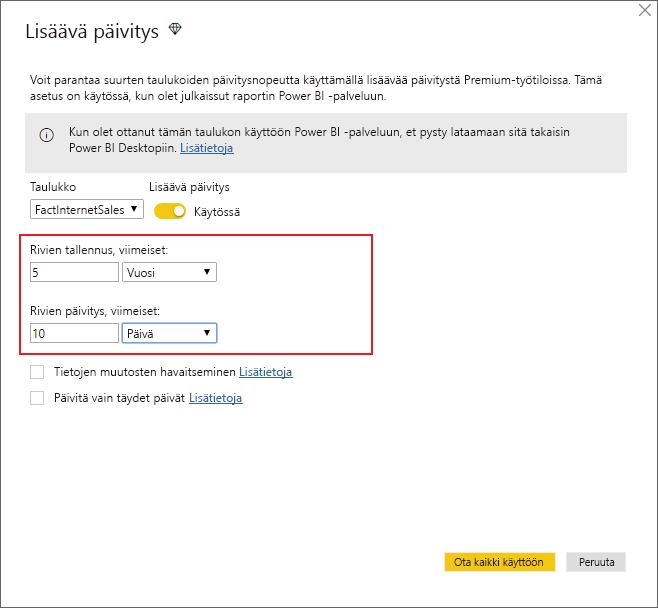 Lisäävä päivitys
Voit parantaa suurten taulukoiden päivitysnopeutta käyttämällä lisäävää päivitystä Premium-työtiloissa. Tämä
asetus on käytössä, kun olet julkaissut raportin Power BI -palveluun.
Kun olet ottanut tämän taulukon käyttöön Power BI -palveluun, et pysty lataamaan sitä takaisin
Power BI Desktopiin. Lisätietoja
Taulukko Lisäävä päivitys
FactInternetSales Käytössä
Rivien tallennus, viimeiset:
5 Vuosi
Rivien päivitys, viimeiset:
10 Päivä
Tietojen muutosten havaitseminen Lisätietoja
Päivitä vain täydet päivät Lisätietoja
Ota kaikki käyttöön Peruuta